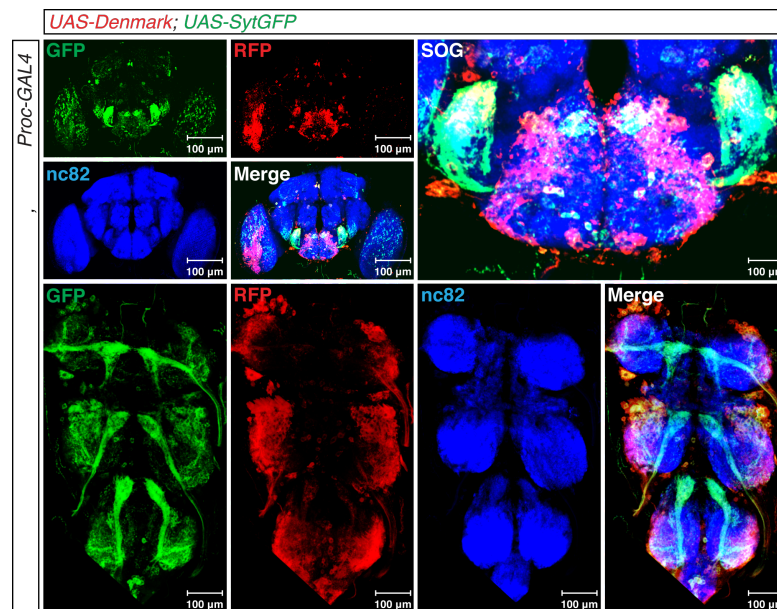 UAS-Denmark; UAS-SytGFP
Proc-GAL4
,
GFP
100 µm
RFP
100 µm
SOG
100 µm
nc82
100 µm
Merge
100 µm
GFP
100 µm
RFP
100 µm
nc82
100 µm
Merge
100 µm